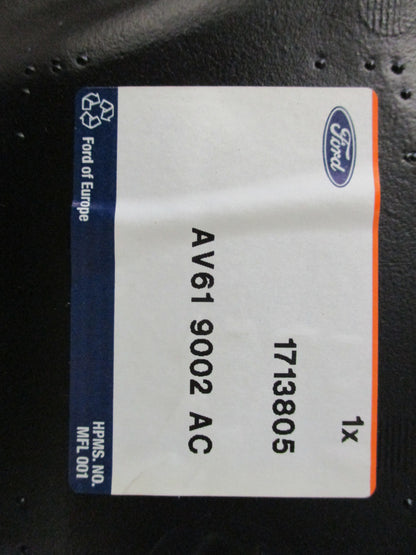 Ford
1x
1713805
AV61 9002 AC
Ford of Europe
HPMS. NO.
MFL 001